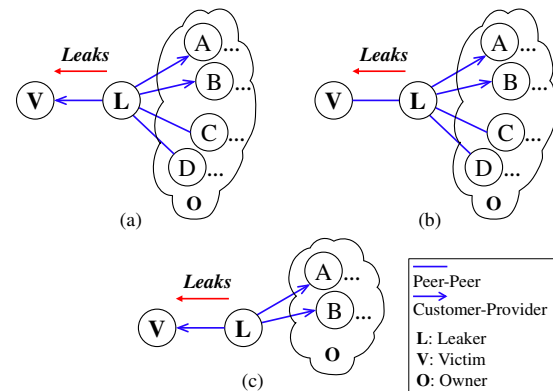 Leaks
A ...
B ...
V
L
C ...
D ...
O
(a)
Leaks
A ...
B ...
V
L
C ...
D ...
O
(b)
Leaks
A ...
B ...
V
L
O
(c)
Peer-Peer
Customer-Provider
L: Leaker
V: Victim
O: Owner